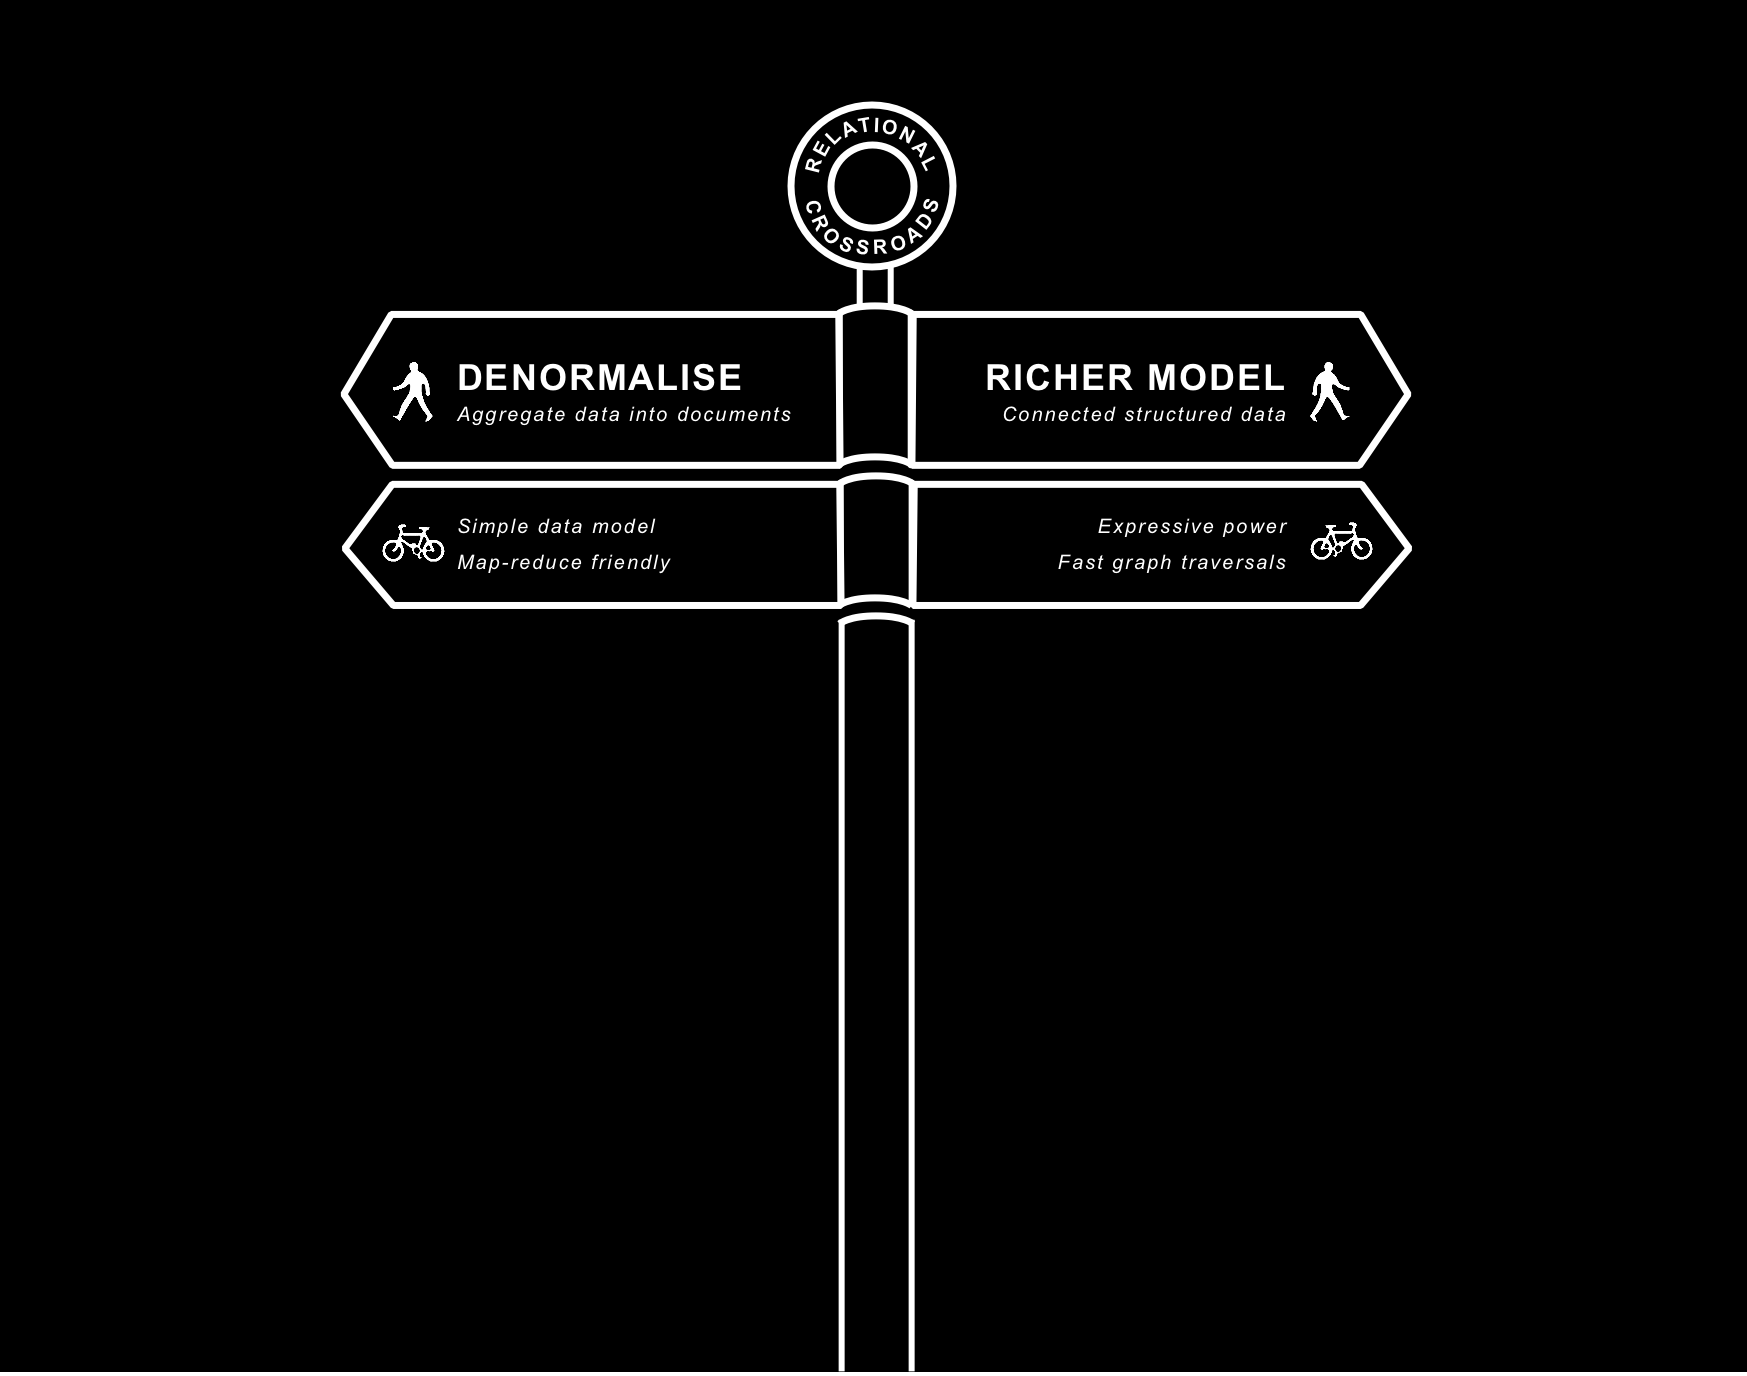 RELATIONAL
CROSSROADS
DENORMALISE
Aggregate data into documents
RICHER MODEL
Connected structured data
Simple data model
Map-reduce friendly
Expressive power
Fast graph traversals